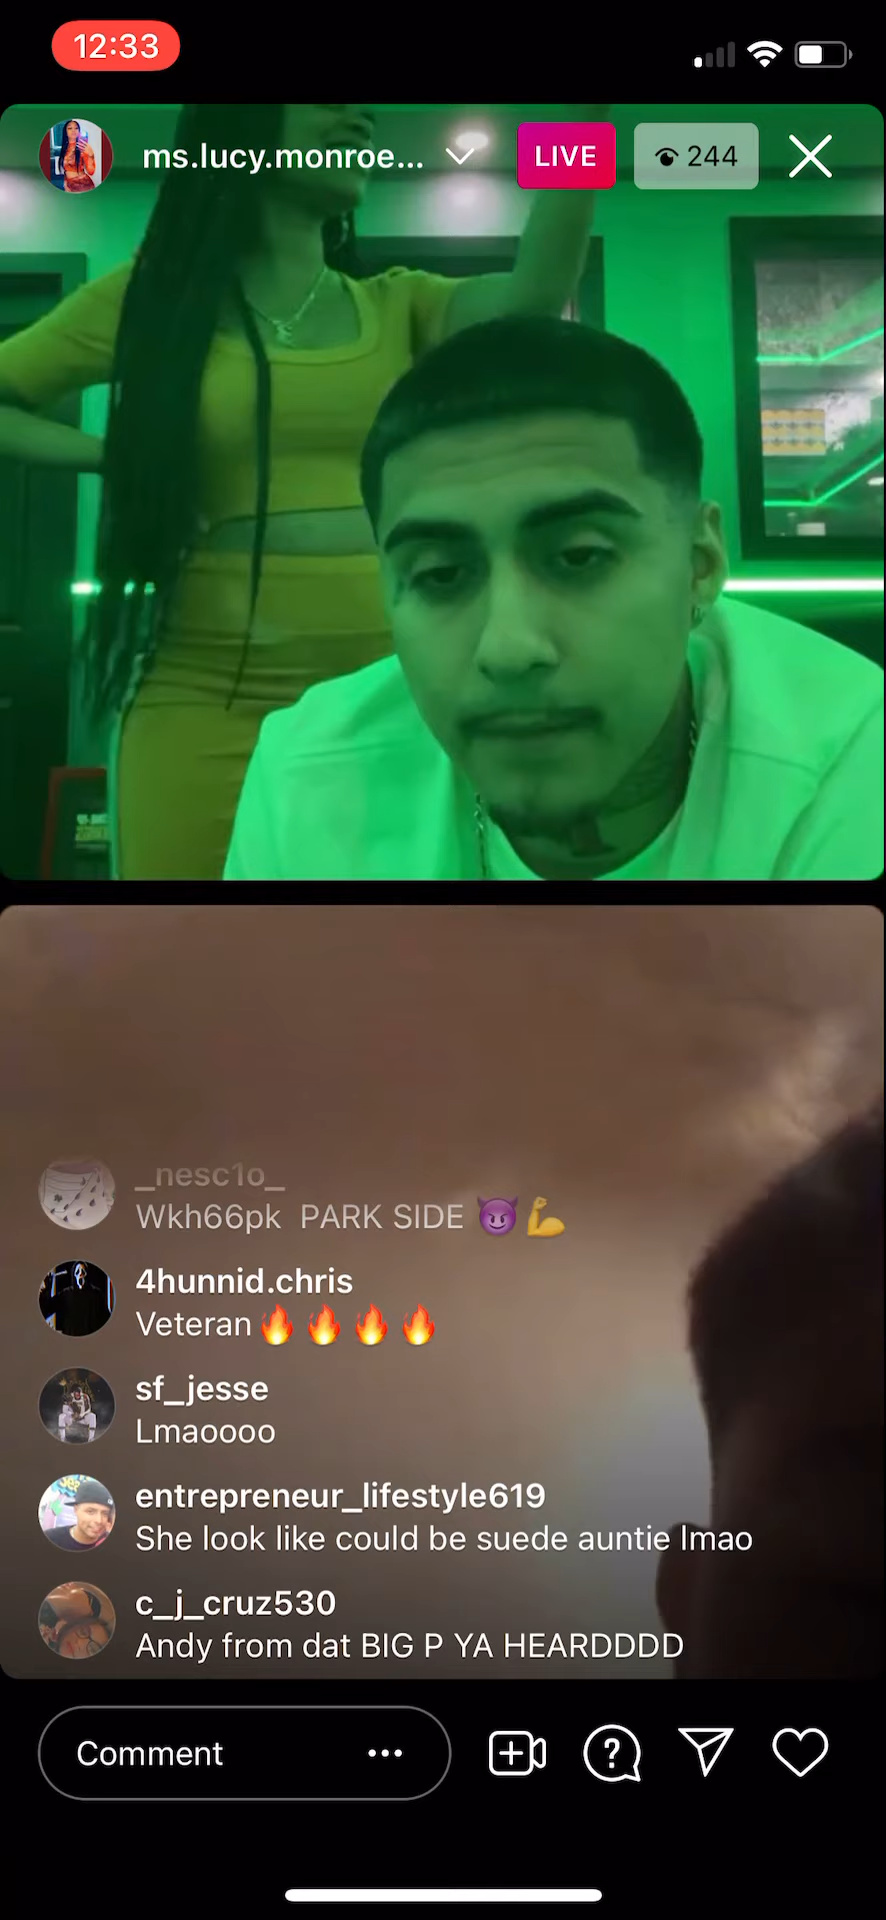 12:33
ms.lucy.monroe...
LIVE
244
_nesc1o_
Wkh66pk PARK SIDE 😈💪
4hunnid.chris
Veteran🔥🔥🔥🔥
sf_jesse
Lmaoooo
entrepreneur_lifestyle619
She look like could be suede auntie lmao
c_j_cruz530
Andy from dat BIG P YA HEARDDDD
Comment